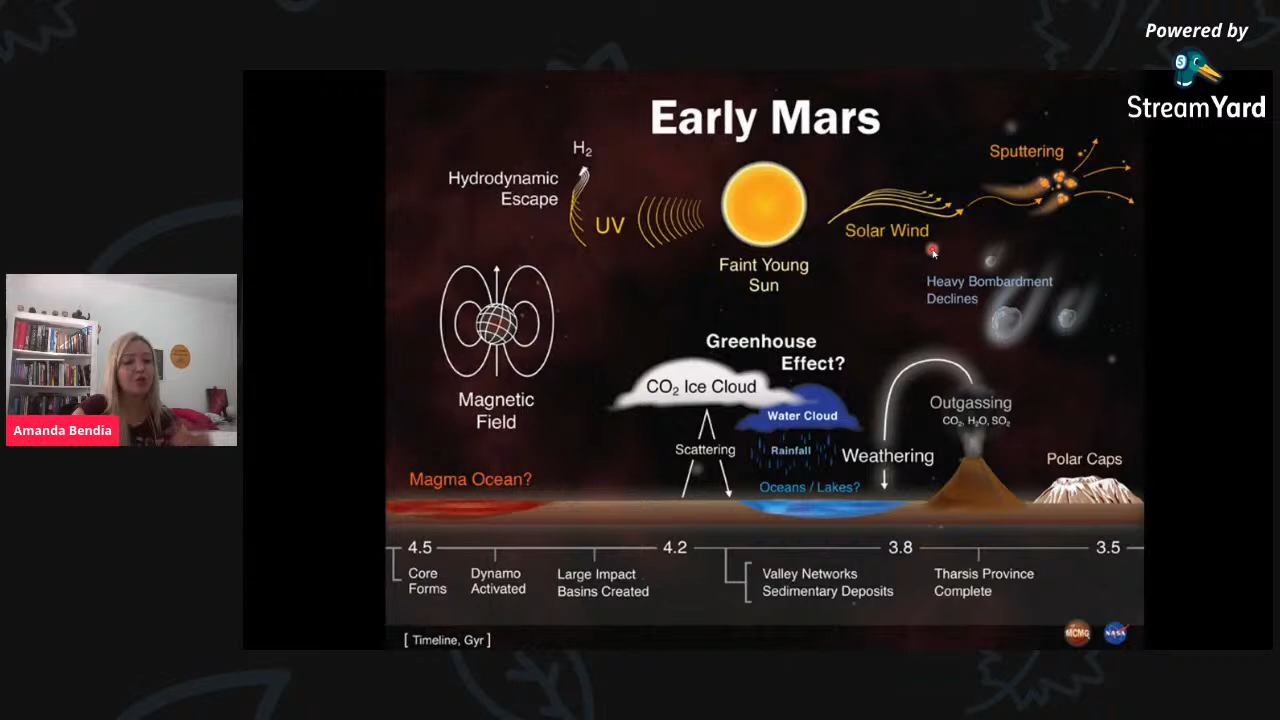 Powered by
StreamYard
Early Mars
H₂
Hydrodynamic
Escape
UV
Faint Young
Sun
Solar Wind
Sputtering
Heavy Bombardment
Declines
Magnetic
Field
Greenhouse
Effect?
CO₂ Ice Cloud
Water Cloud
Scattering
Rainfall
Weathering
Outgassing
CO₂, H₂O, SO₂
Polar Caps
Magma Ocean?
Oceans / Lakes?
4.5
4.2
3.8
3.5
Core
Forms
Dynamo
Activated
Large Impact
Basins Created
Valley Networks
Sedimentary Deposits
Tharsis Province
Complete
[ Timeline, Gyr ]
MCMG
NASA
Amanda Bendia